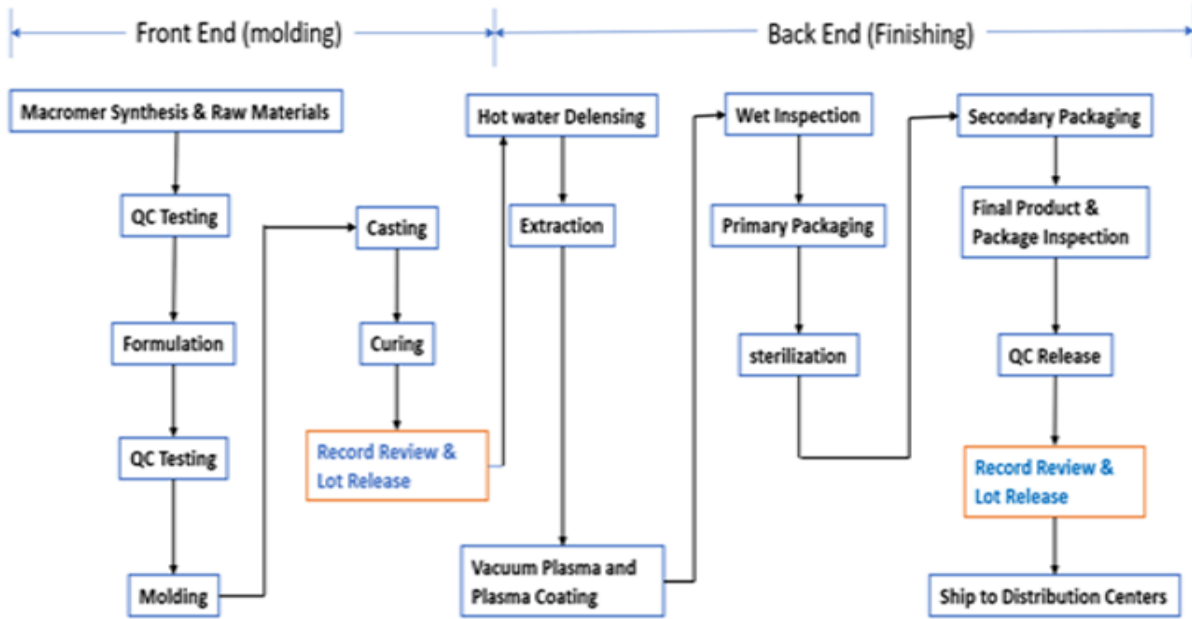 Front End (molding)
Back End (Finishing)
Macromer Synthesis & Raw Materials
QC Testing
Formulation
QC Testing
Molding
Casting
Curing
Record Review &
Lot Release
Hot water Delensing
Extraction
Vacuum Plasma and
Plasma Coating
Wet Inspection
Primary Packaging
sterilization
Secondary Packaging
Final Product &
Package Inspection
QC Release
Record Review &
Lot Release
Ship to Distribution Centers